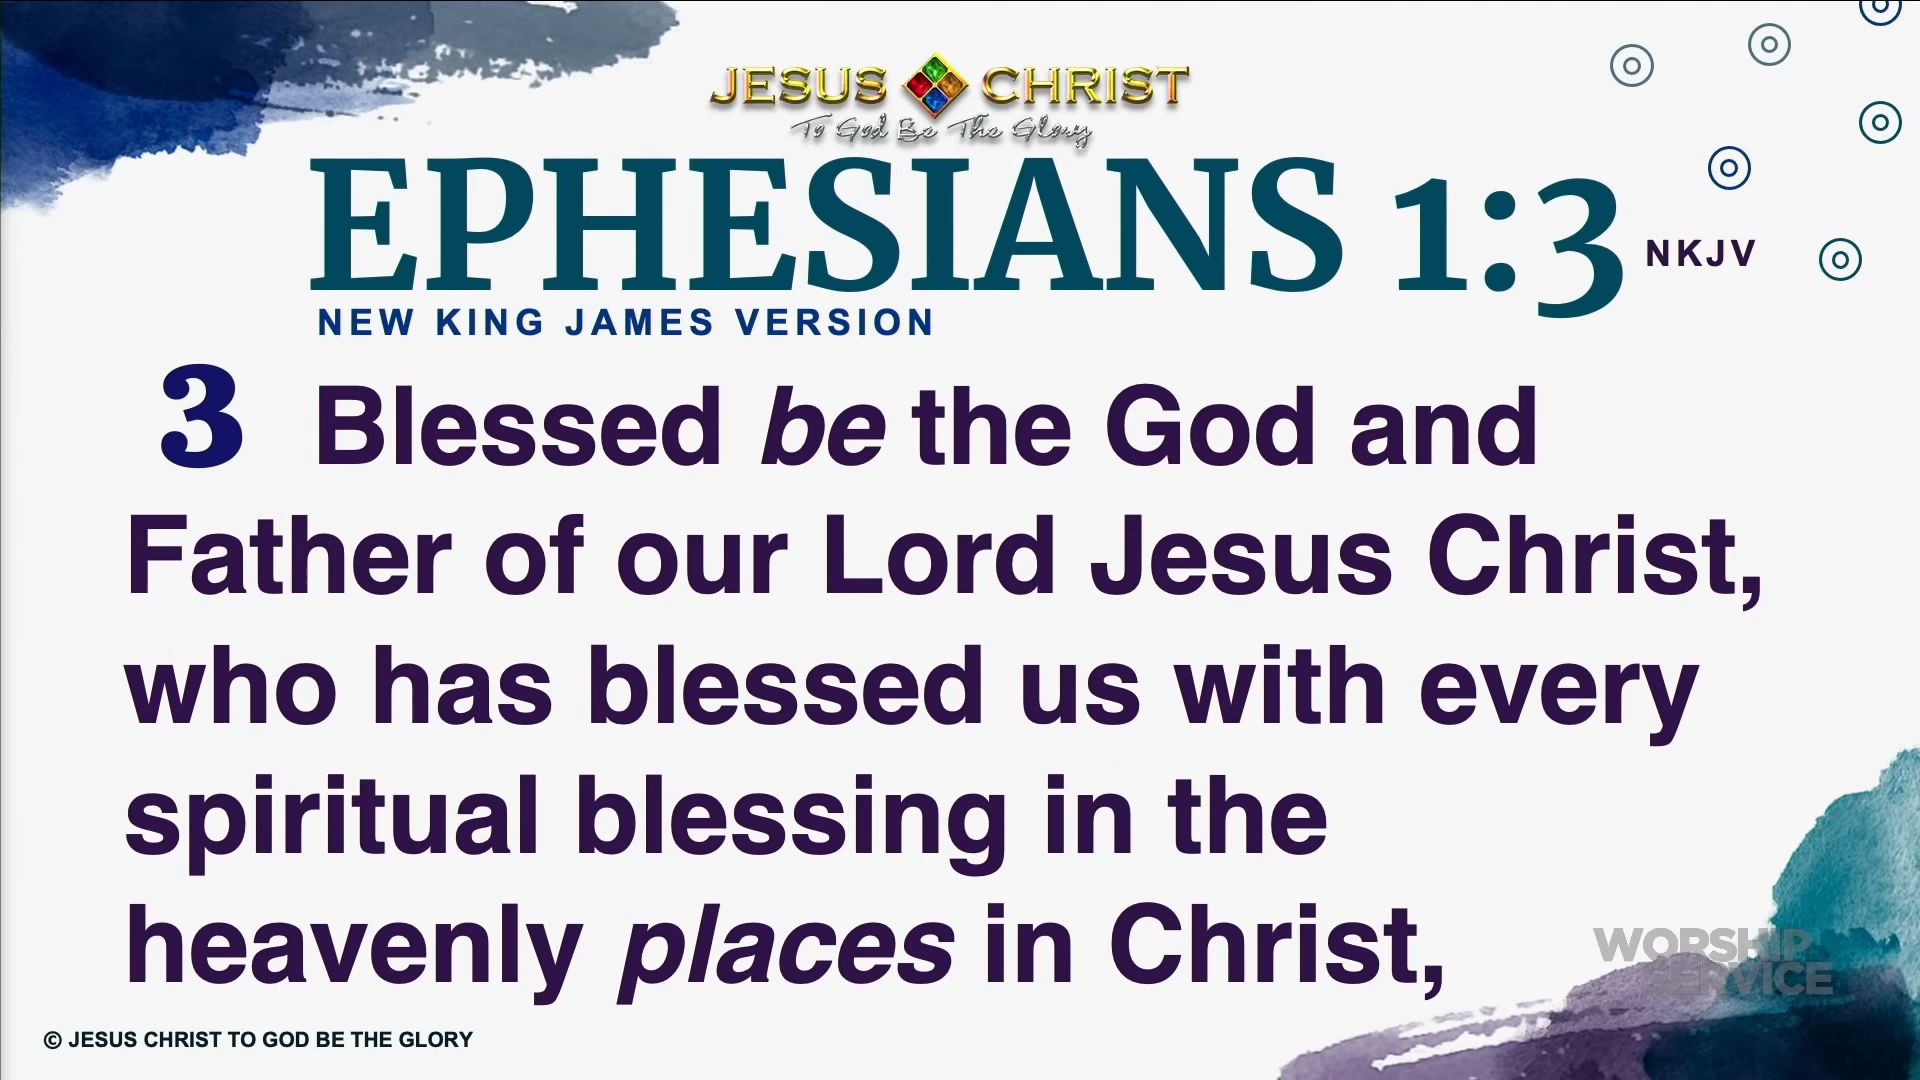 JESUS CHRIST
To God Be The Glory
EPHESIANS 1:3 NKJV
NEW KING JAMES VERSION
3 Blessed be the God and
Father of our Lord Jesus Christ,
who has blessed us with every
spiritual blessing in the
heavenly places in Christ,
WORSHIP
SERVICE
© JESUS CHRIST TO GOD BE THE GLORY